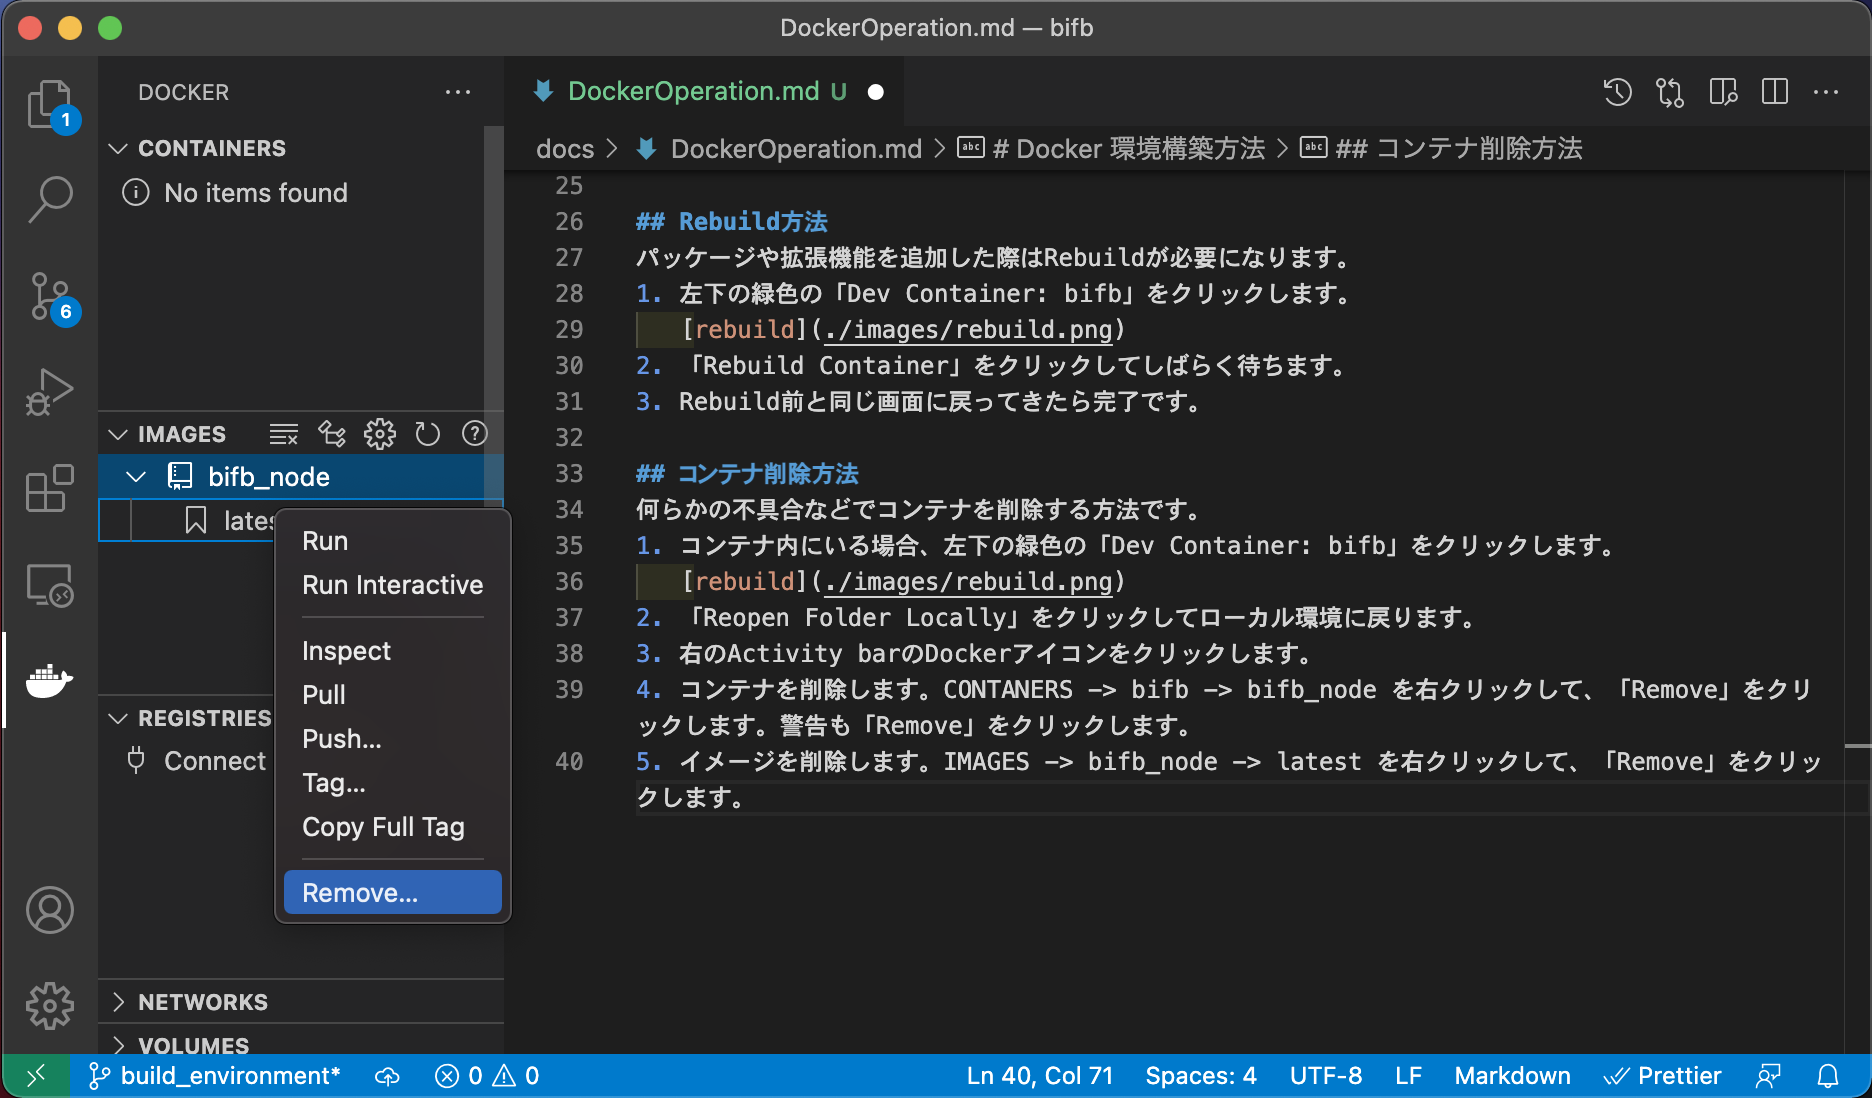 DockerOperation.md — bifb
1
6
DOCKER
CONTAINERS
No items found
IMAGES
bifb_node
REGISTRIES
Connect
NETWORKS
VOLUMES
Run
Run Interactive
Inspect
Pull
Push...
Tag...
Copy Full Tag
Remove...
DockerOperation.md U
docs > DockerOperation.md > # Docker 環境構築方法 > ## コンテナ削除方法
25
26 ## Rebuild方法
27 パッケージや拡張機能を追加した際はRebuildが必要になります。
28 1. 左下の緑色の「Dev Container: bifb」をクリックします。
29 [rebuild](./images/rebuild.png)
30 2. 「Rebuild Container」をクリックしてしばらく待ちます。
31 3. Rebuild前と同じ画面に戻ってきたら完了です。
32
33 ## コンテナ削除方法
34 何らかの不具合などでコンテナを削除する方法です。
35 1. コンテナ内にいる場合、左下の緑色の「Dev Container: bifb」をクリックします。
36 [rebuild](./images/rebuild.png)
37 2. 「Reopen Folder Locally」をクリックしてローカル環境に戻ります。
38 3. 右のActivity barのDockerアイコンをクリックします。
39 4. コンテナを削除します。CONTANERS -> bifb -> bifb_node を右クリックして、「Remove」をクリ
ックします。警告も「Remove」をクリックします。
40 5. イメージを削除します。IMAGES -> bifb_node -> latest を右クリックして、「Remove」をクリッ
クします。
build_environment* 0 0 Ln 40, Col 71 Spaces: 4 UTF-8 LF Markdown Prettier